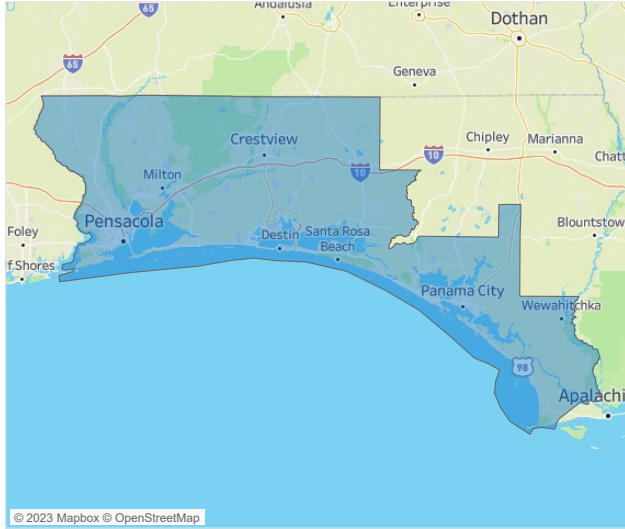 Andalusia
Enterprise
65
Dothan
65
Geneva
Crestview
Chipley
Marianna
10
Chatt
10
Milton
Pensacola
Foley
Destin
Santa Rosa
Beach
Blountstow
f Shores
Panama City
Wewahitchka
98
Apalachi
© 2023 Mapbox © OpenStreetMap